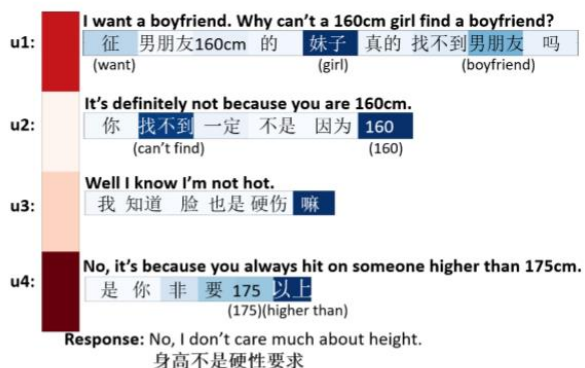 I want a boyfriend. Why can't a 160cm girl find a boyfriend?
u1: 征 男朋友160cm 的 妹子 真的 找不到 男朋友 吗
(want) (girl) (boyfriend)
It's definitely not because you are 160cm.
u2: 你 找不到 一定 不是 因为 160
(can't find) (160)
Well I know I'm not hot.
u3: 我 知道 脸 也是 硬伤 嘛
No, it's because you always hit on someone higher than 175cm.
u4: 是 你 非 要 175 以上
(175)(higher than)
Response: No, I don't care much about height.
身高不是硬性要求